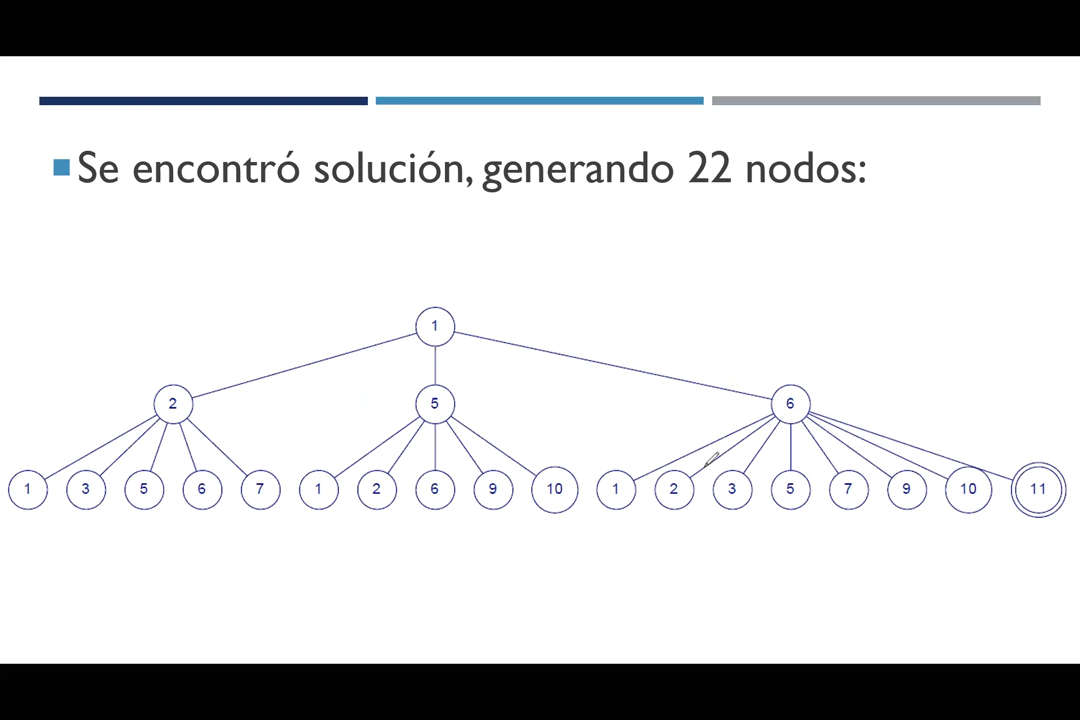 Se encontró solución, generando 22 nodos:
1
2 5 6
1 3 5 6 7 1 2 6 9 10 1 2 3 5 7 9 10 11